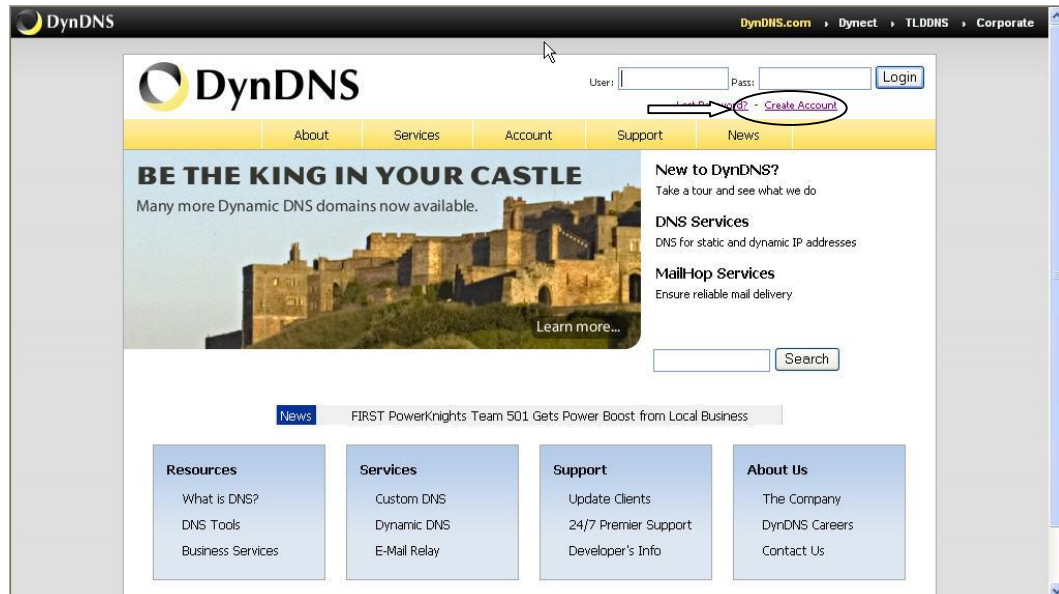 DynDNS
DynDNS.com › Dynect › TLDDNS › Corporate
DynDNS
User: Pass: Login
Lost Password? - Create Account
About Services Account Support News
BE THE KING IN YOUR CASTLE
Many more Dynamic DNS domains now available.
Learn more...
New to DynDNS?
Take a tour and see what we do
DNS Services
DNS for static and dynamic IP addresses
MailHop Services
Ensure reliable mail delivery
Search
News FIRST PowerKnights Team 501 Gets Power Boost from Local Business
Resources
What is DNS?
DNS Tools
Business Services
Services
Custom DNS
Dynamic DNS
E-Mail Relay
Support
Update Clients
24/7 Premier Support
Developer's Info
About Us
The Company
DynDNS Careers
Contact Us